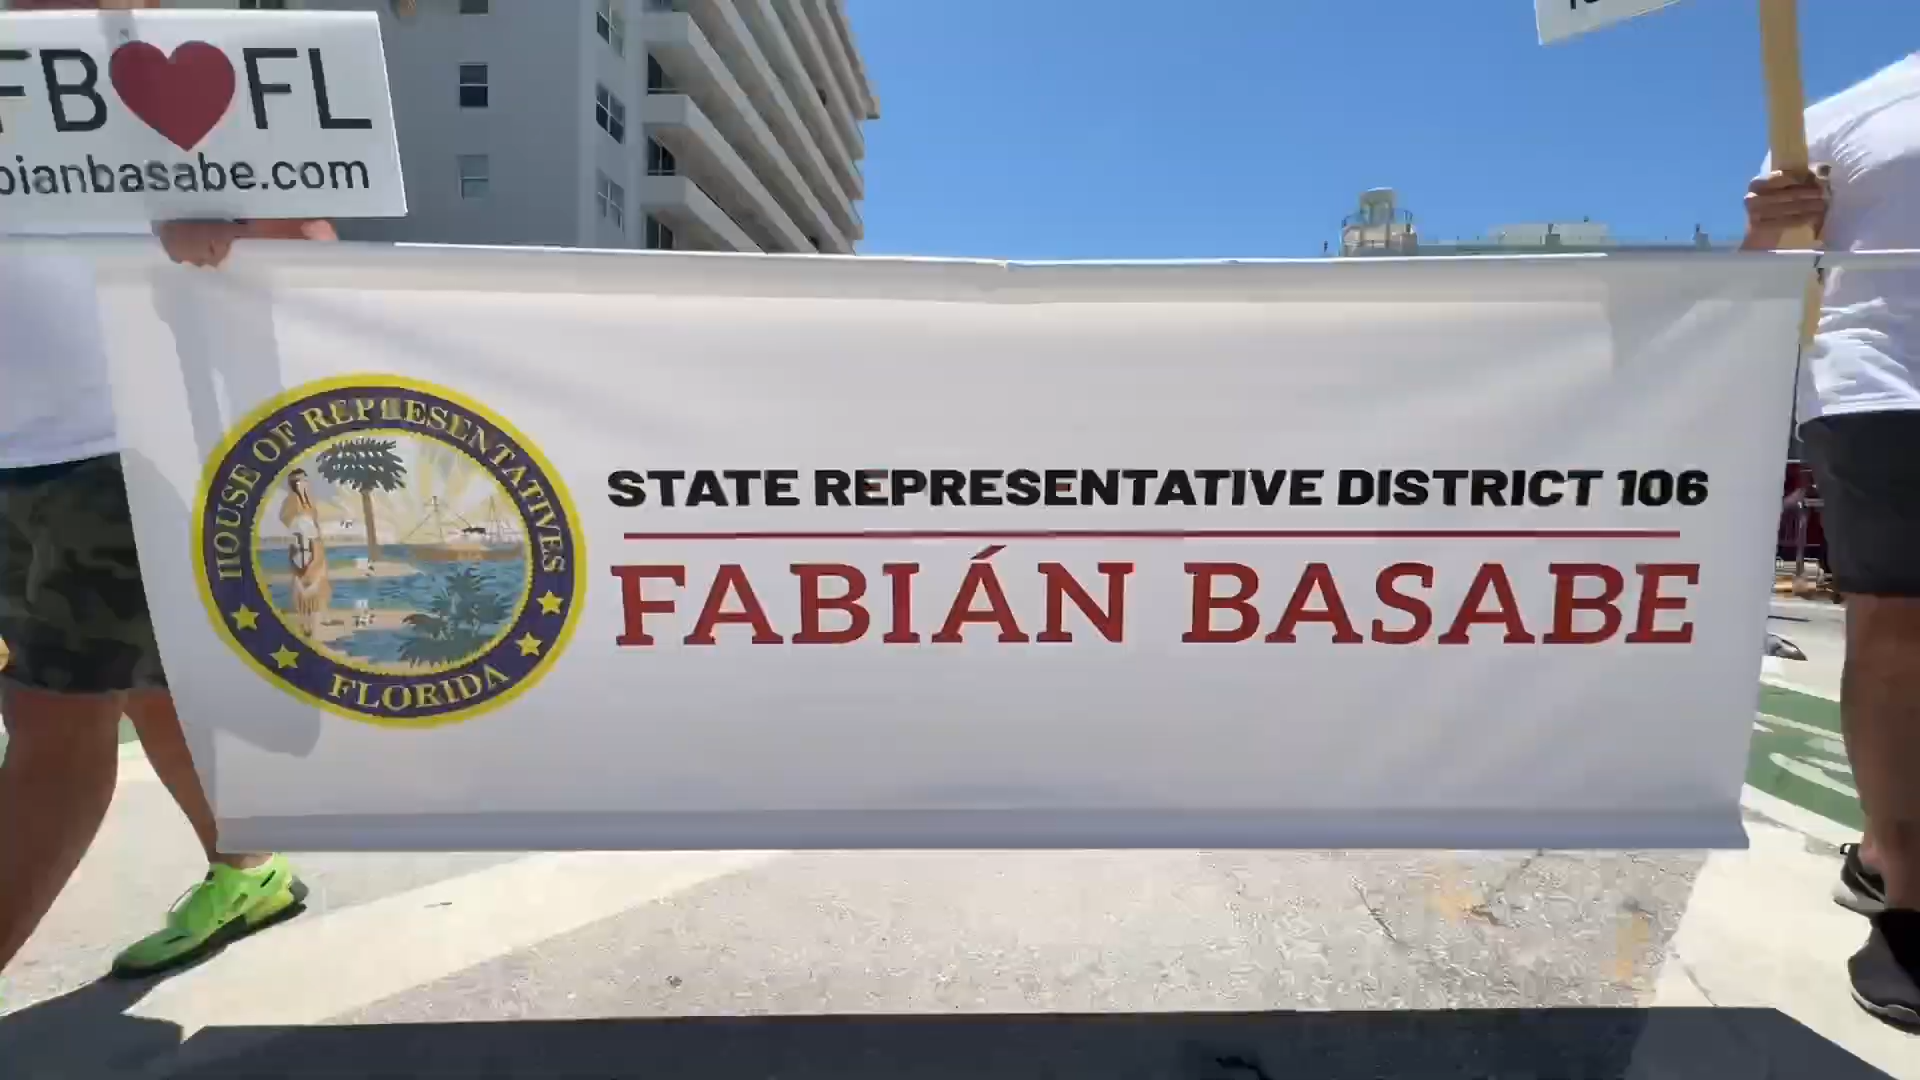 FB FL
bianbasabe.com
HOUSE OF REPRESENTATIVES
FLORIDA
STATE REPRESENTATIVE DISTRICT 106
FABIÁN BASABE